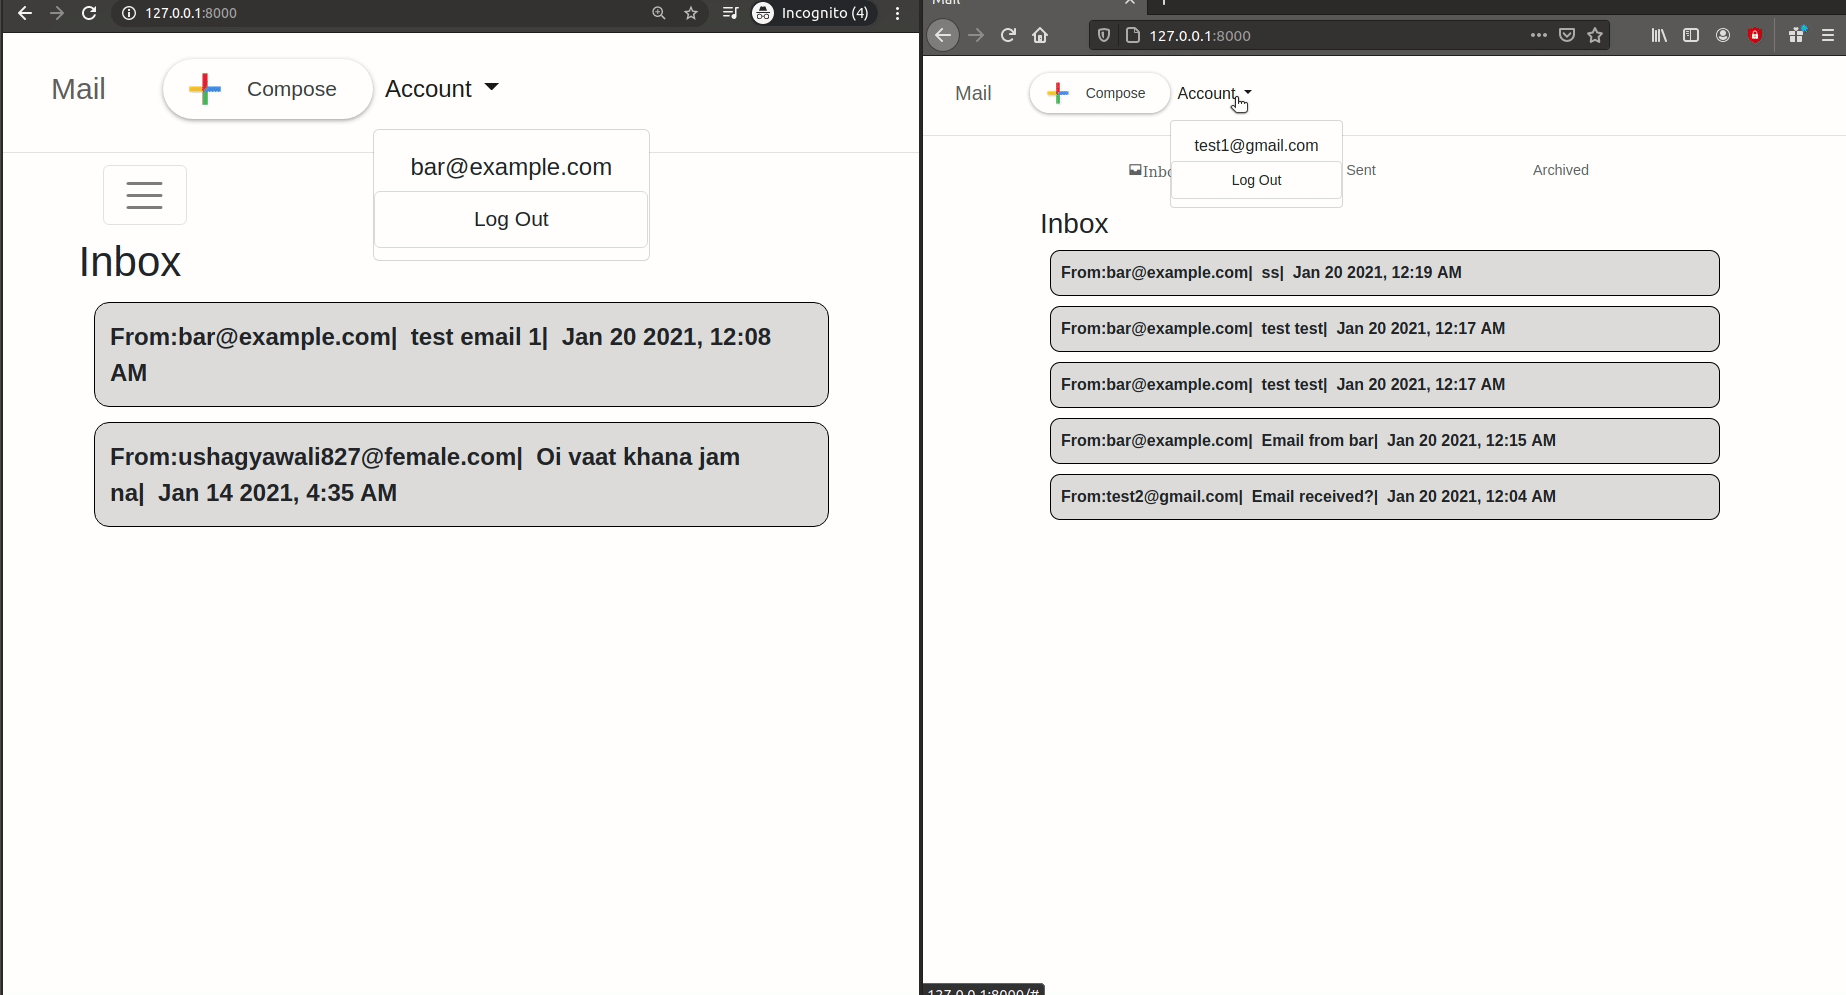 127.0.0.1:8000
Incognito (4)
Mail
Compose
Account
bar@example.com
Log Out
Inbox
From:bar@example.com| test email 1| Jan 20 2021, 12:08
AM
From:ushagyawali827@female.com| Oi vaat khana jam
na| Jan 14 2021, 4:35 AM
Mail
127.0.0.1:8000
Mail
Compose
Account
test1@gmail.com
Log Out
Inbo
Sent
Archived
Inbox
From:bar@example.com| ss| Jan 20 2021, 12:19 AM
From:bar@example.com| test test| Jan 20 2021, 12:17 AM
From:bar@example.com| test test| Jan 20 2021, 12:17 AM
From:bar@example.com| Email from bar| Jan 20 2021, 12:15 AM
From:test2@gmail.com| Email received?| Jan 20 2021, 12:04 AM
127.0.0.1:8000/#